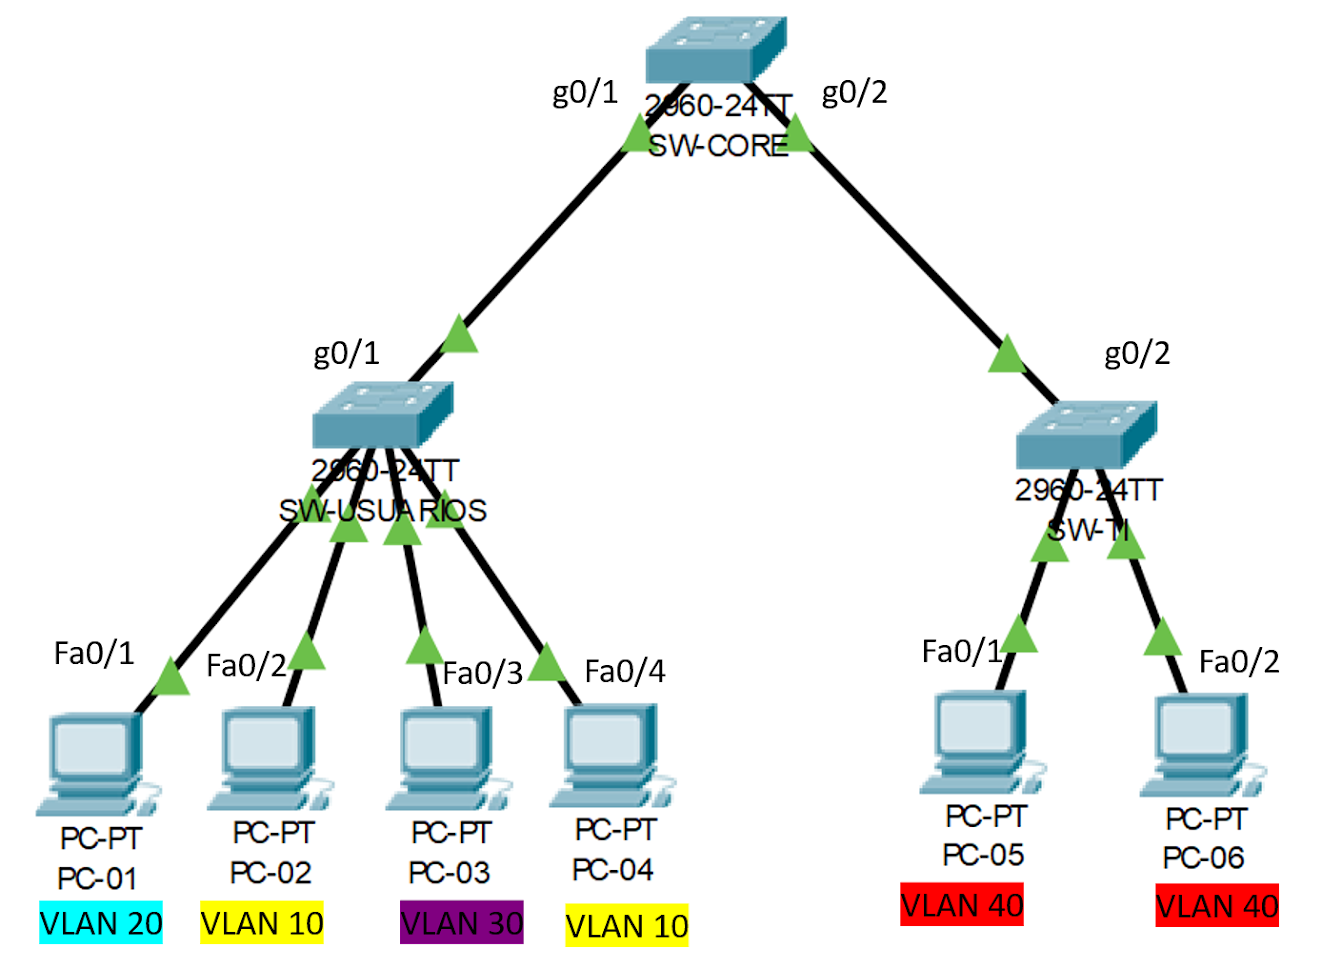 g0/1
g0/2
2960-24TT
SW-CORE
g0/1
g0/2
2960-24TT
SW-USUARIOS
2960-24TT
SW-TI
Fa0/1
Fa0/2
Fa0/3
Fa0/4
Fa0/1
Fa0/2
PC-PT
PC-01
VLAN 20
PC-PT
PC-02
VLAN 10
PC-PT
PC-03
VLAN 30
PC-PT
PC-04
VLAN 10
PC-PT
PC-05
VLAN 40
PC-PT
PC-06
VLAN 40